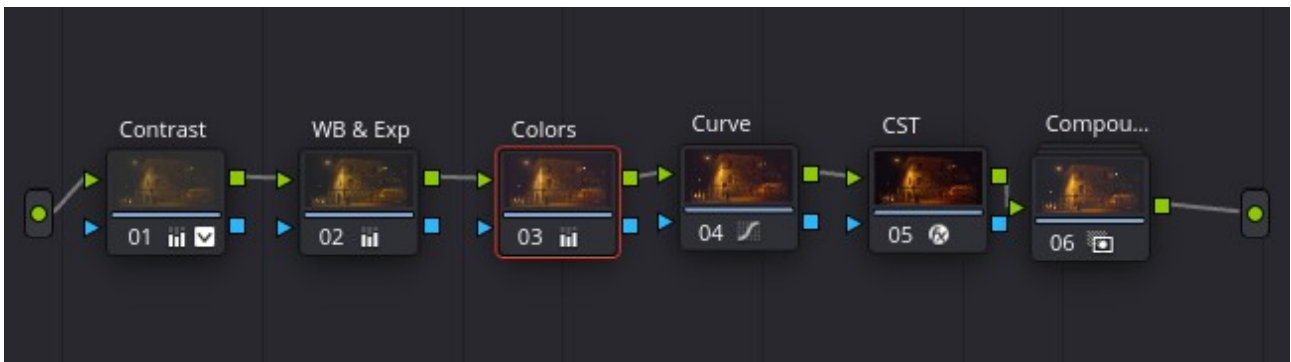 Contrast
WB & Exp
Colors
Curve
CST
Compou...
01
02
03
04
05
06